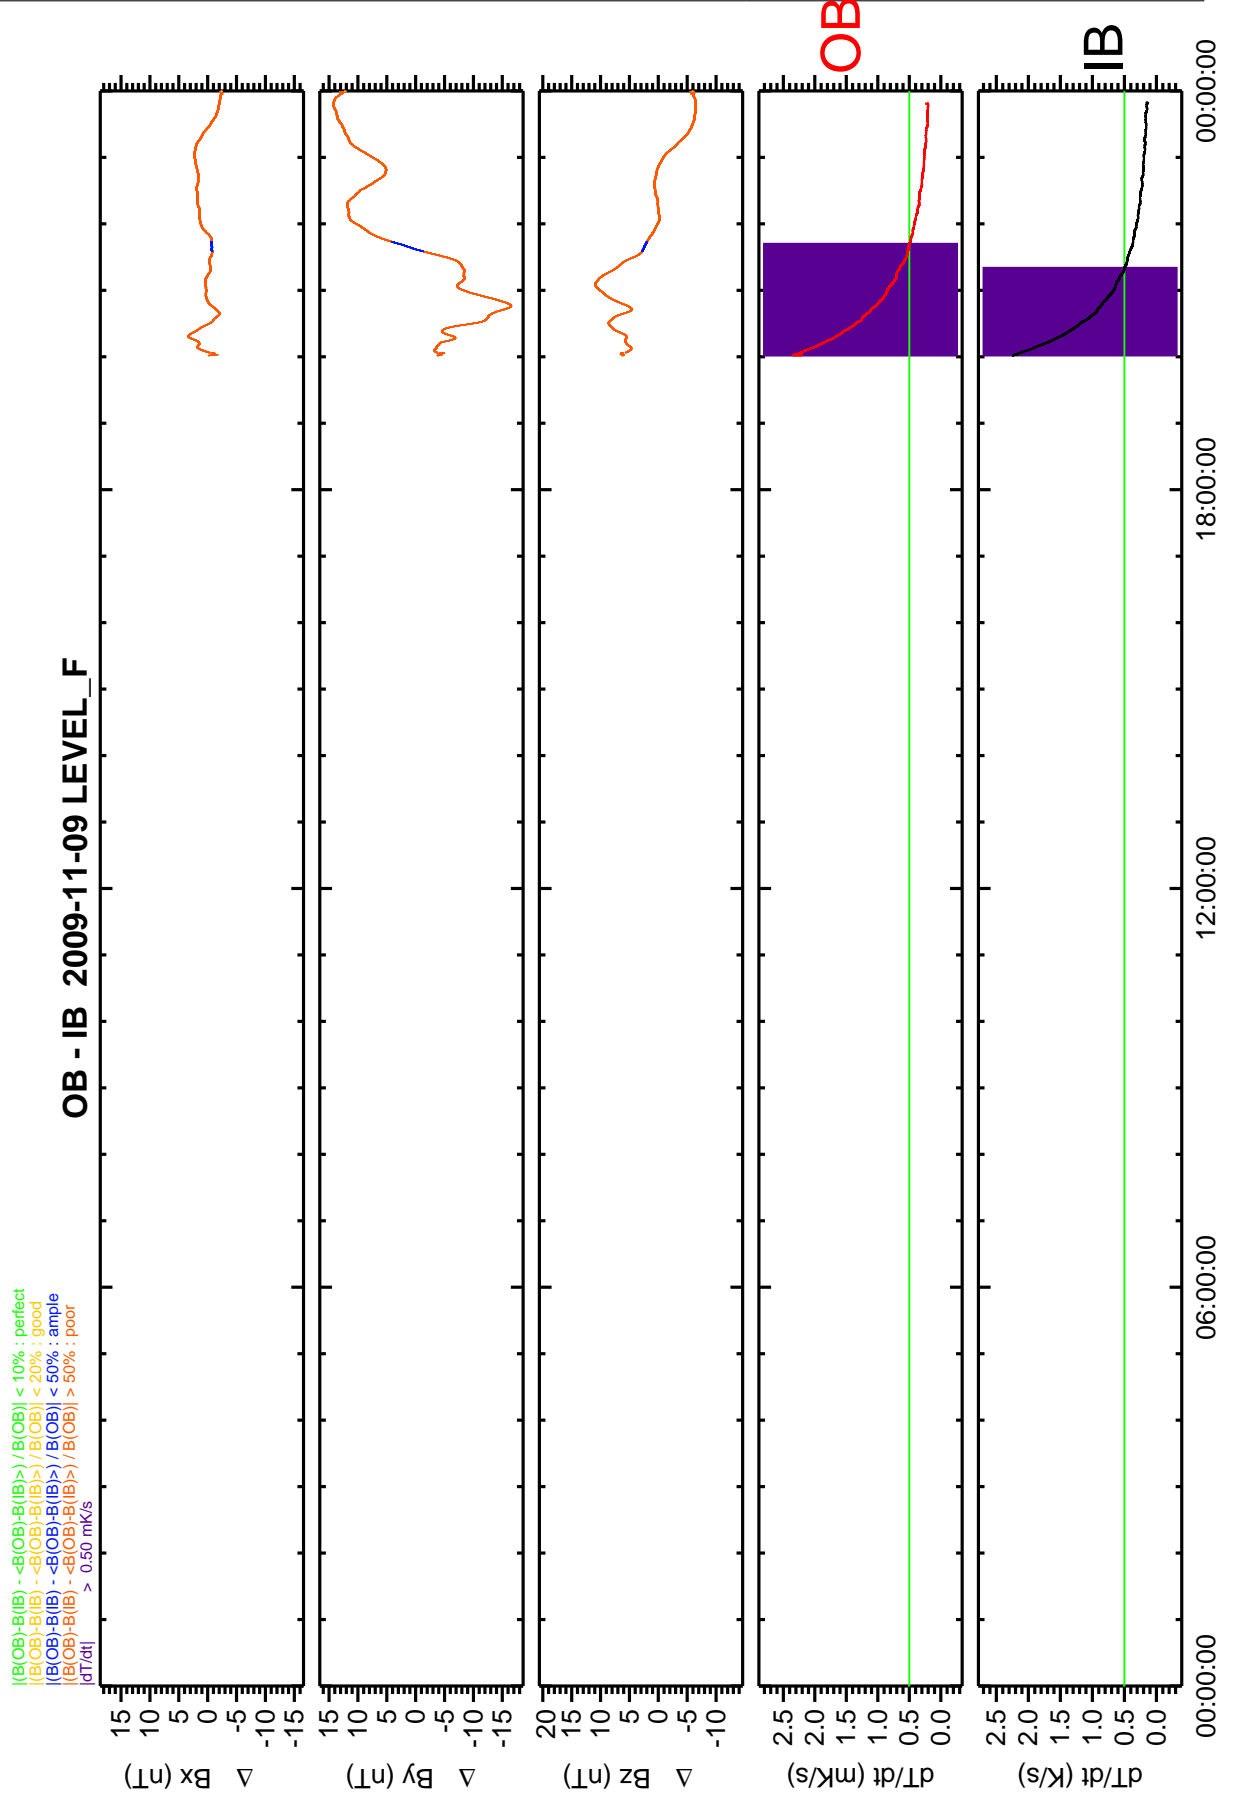 OB - IB 2009-11-09 LEVEL_F
|(B(OB)-B(IB) - <B(OB)-B(IB)>) / B(OB)| < 10% : perfect
|(B(OB)-B(IB) - <B(OB)-B(IB)>) / B(OB)| < 20% : good
|(B(OB)-B(IB) - <B(OB)-B(IB)>) / B(OB)| < 50% : ample
|(B(OB)-B(IB) - <B(OB)-B(IB)>) / B(OB)| > 50% : poor
|dT/dt| > 0.50 mK/s
Δ Bx (nT)
15
10
5
0
-5
-10
-15
Δ By (nT)
15
10
5
0
-5
-10
-15
Δ Bz (nT)
20
15
10
5
0
-5
-10
dT/dt (mK/s)
2.5
2.0
1.5
1.0
0.5
0.0
OB
dT/dt (K/s)
2.5
2.0
1.5
1.0
0.5
0.0
IB
00:00:00
06:00:00
12:00:00
18:00:00
00:00:00